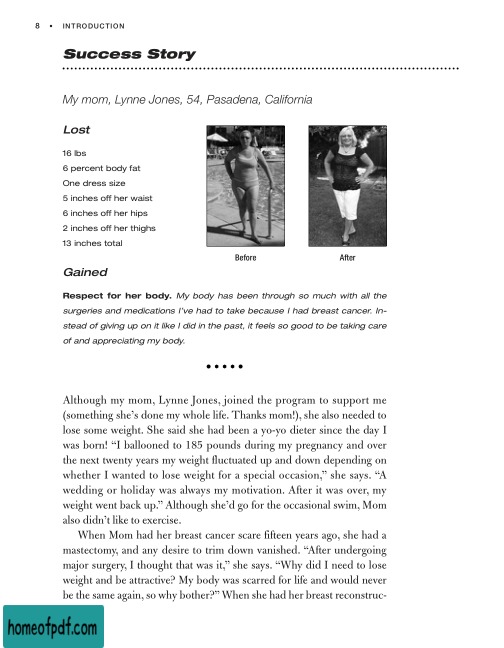 8 • INTRODUCTION
Success Story
My mom, Lynne Jones, 54, Pasadena, California
Lost
16 lbs
6 percent body fat
One dress size
5 inches off her waist
6 inches off her hips
2 inches off her thighs
13 inches total
Before
After
Gained
Respect for her body. My body has been through so much with all the
surgeries and medications I've had to take because I had breast cancer. In-
stead of giving up on it like I did in the past, it feels so good to be taking care
of and appreciating my body.
Although my mom, Lynne Jones, joined the program to support me
(something she's done my whole life. Thanks mom!), she also needed to
lose some weight. She said she had been a yo-yo dieter since the day I
was born! “I ballooned to 185 pounds during my pregnancy and over
the next twenty years my weight fluctuated up and down depending on
whether I wanted to lose weight for a special occasion,” she says. “A
wedding or holiday was always my motivation. After it was over, my
weight went back up.” Although she'd go for the occasional swim, Mom
also didn't like to exercise.
When Mom had her breast cancer scare fifteen years ago, she had a
mastectomy, and any desire to trim down vanished. “After undergoing
major surgery, I thought that was it,” she says. “Why did I need to lose
weight and be attractive? My body was scarred for life and would never
be the same again, so why bother?” When she had her breast reconstruc-
homeofpdf.com